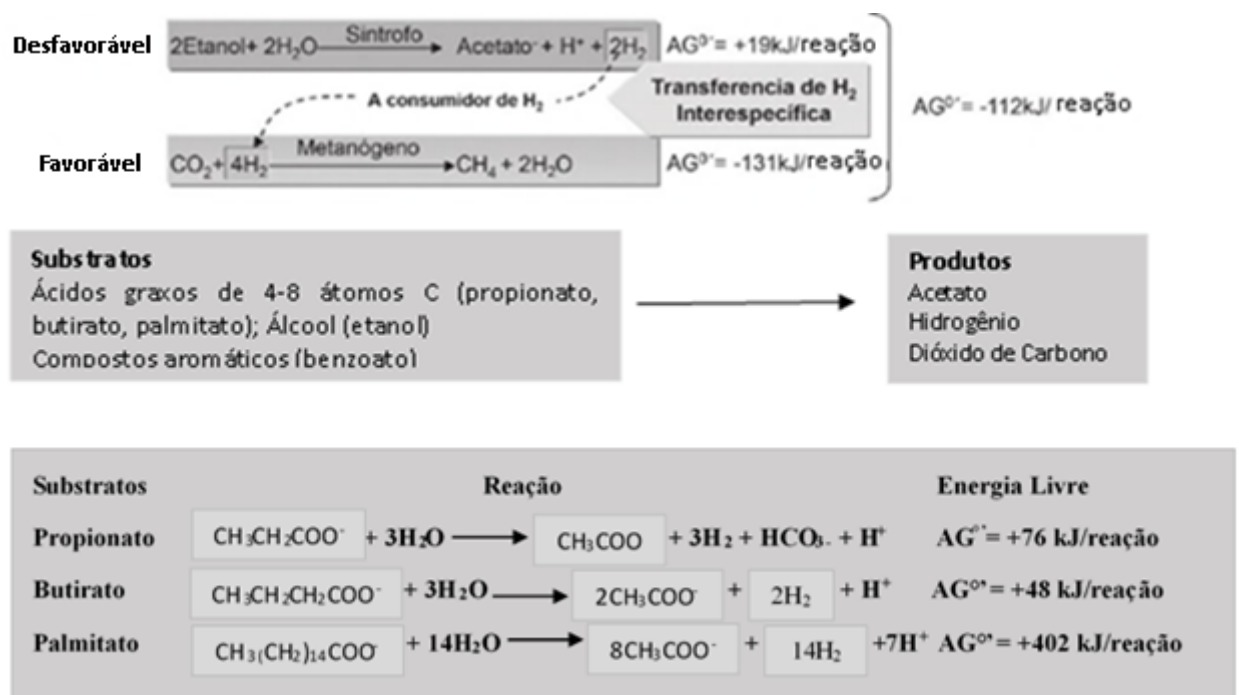 Desfavorável 2Etanol+ 2H₂O Sintrofo Acetato⁻ + H⁺ + 2H₂ AG⁰'= +19kJ/reação
A consumidor de H₂ Transferencia de H₂
Interespecífica
AG⁰'= -112kJ/ reação
Favorável CO₂+ 4H₂ Metanógeno CH₄ + 2H₂O AG⁰'= -131kJ/reação
Substratos
Ácidos graxos de 4-8 átomos C (propionato,
butirato, palmitato); Álcool (etanol)
Compostos aromáticos (benzoato)
Produtos
Acetato
Hidrogênio
Dióxido de Carbono
Substratos Reação Energia Livre
Propionato CH₃CH₂COO⁻ + 3H₂O CH₃COO + 3H₂ + HCO₃- + H⁺ AG°'= +76 kJ/reação
Butirato CH₃CH₂CH₂COO⁻ + 3H₂O 2CH₃COO⁻ + 2H₂ + H⁺ AG°'= +48 kJ/reação
Palmitato CH₃(CH₂)₁₄COO⁻ + 14H₂O 8CH₃COO⁻ + 14H₂ +7H⁺ AG°'= +402 kJ/reação